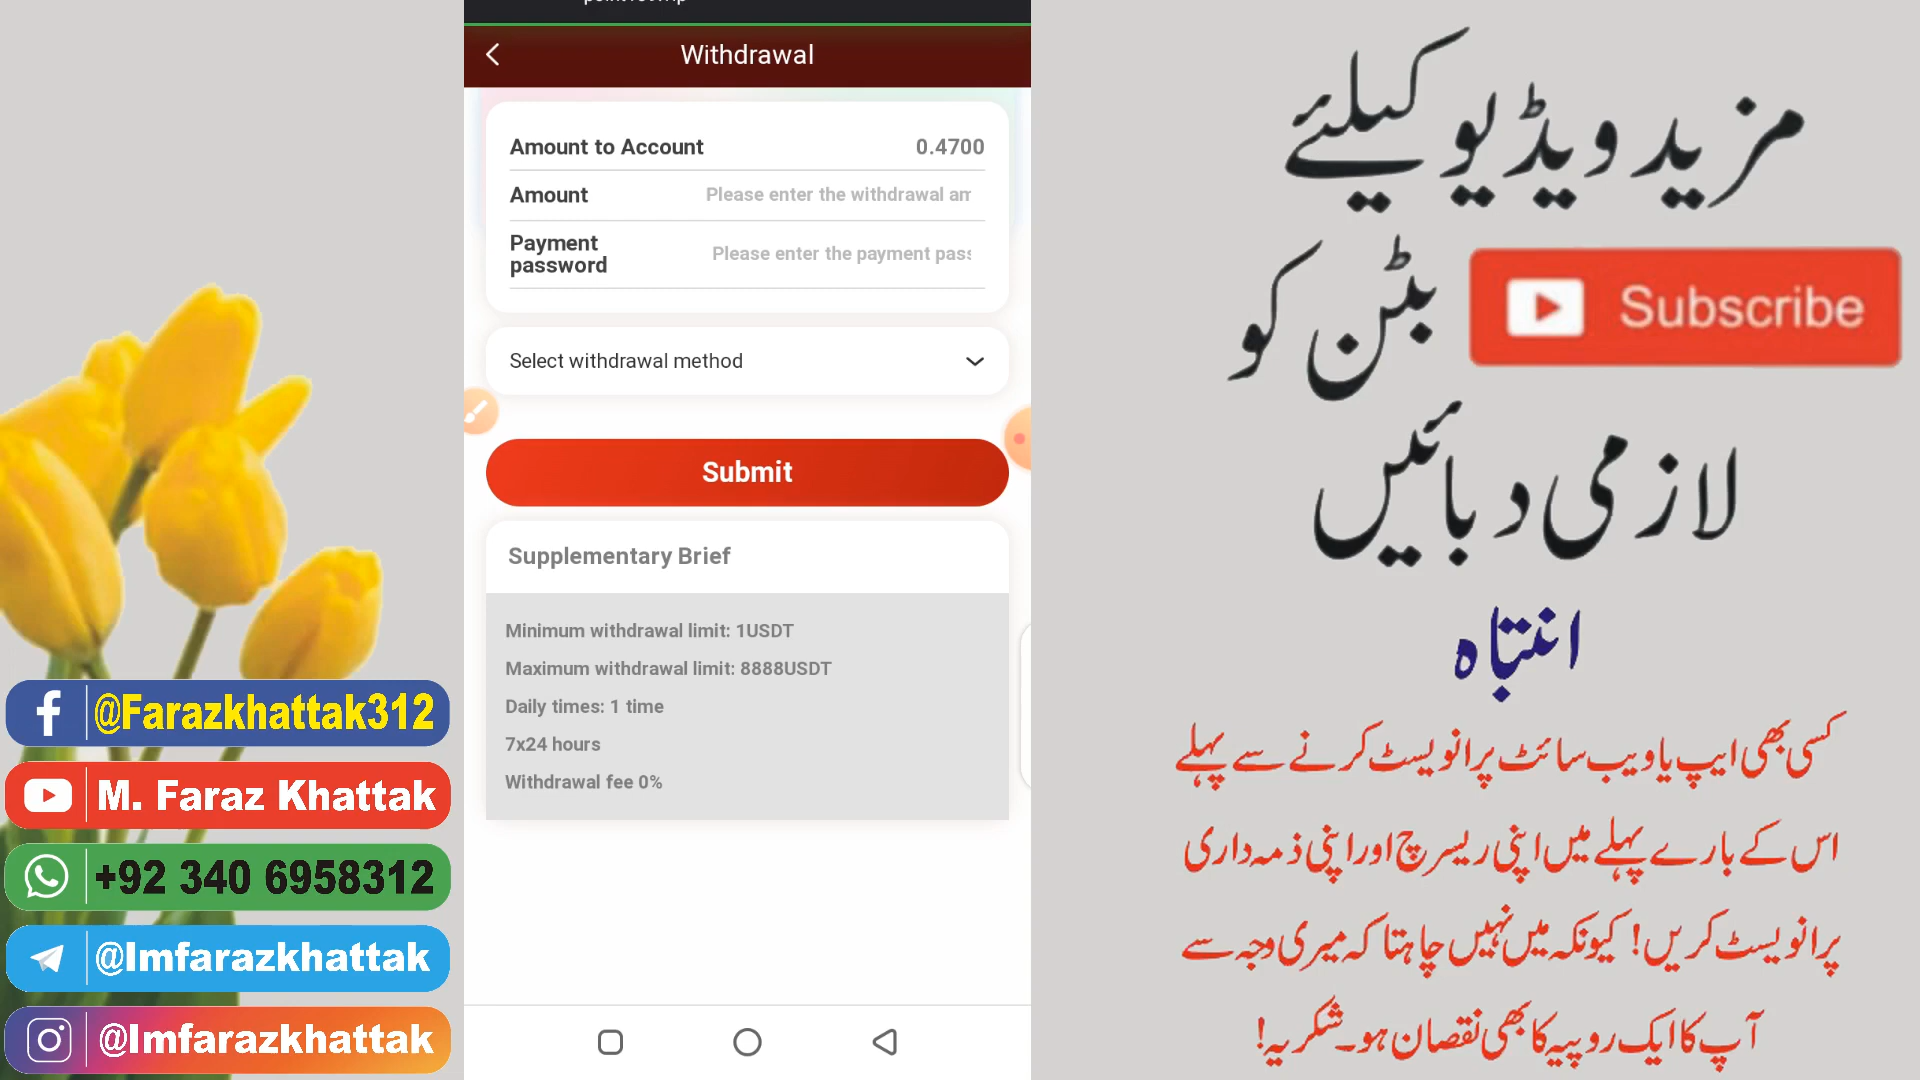 Withdrawal
Amount to Account 0.4700
Amount Please enter the withdrawal am
Payment password Please enter the payment pass
Select withdrawal method
Submit
Supplementary Brief
Minimum withdrawal limit: 1USDT
Maximum withdrawal limit: 8888USDT
Daily times: 1 time
7x24 hours
Withdrawal fee 0%
@Farazkhattak312
M. Faraz Khattak
+92 340 6958312
@Imfarazkhattak
@Imfarazkhattak
مزید ویڈیو کیلئے
Subscribe بٹن کو
لازمی دبائیں
انتباہ
کسی بھی ایپ یا ویب سائٹ پر انویسٹ کرنے سے پہلے
اس کے بارے پہلے میں اپنی ریسرچ اور اپنی ذمہ داری
پر انویسٹ کریں! کیونکہ میں نہیں چاہتا کہ میری وجہ سے
آپ کا ایک روپیہ کا بھی نقصان ہو۔ شکریہ!